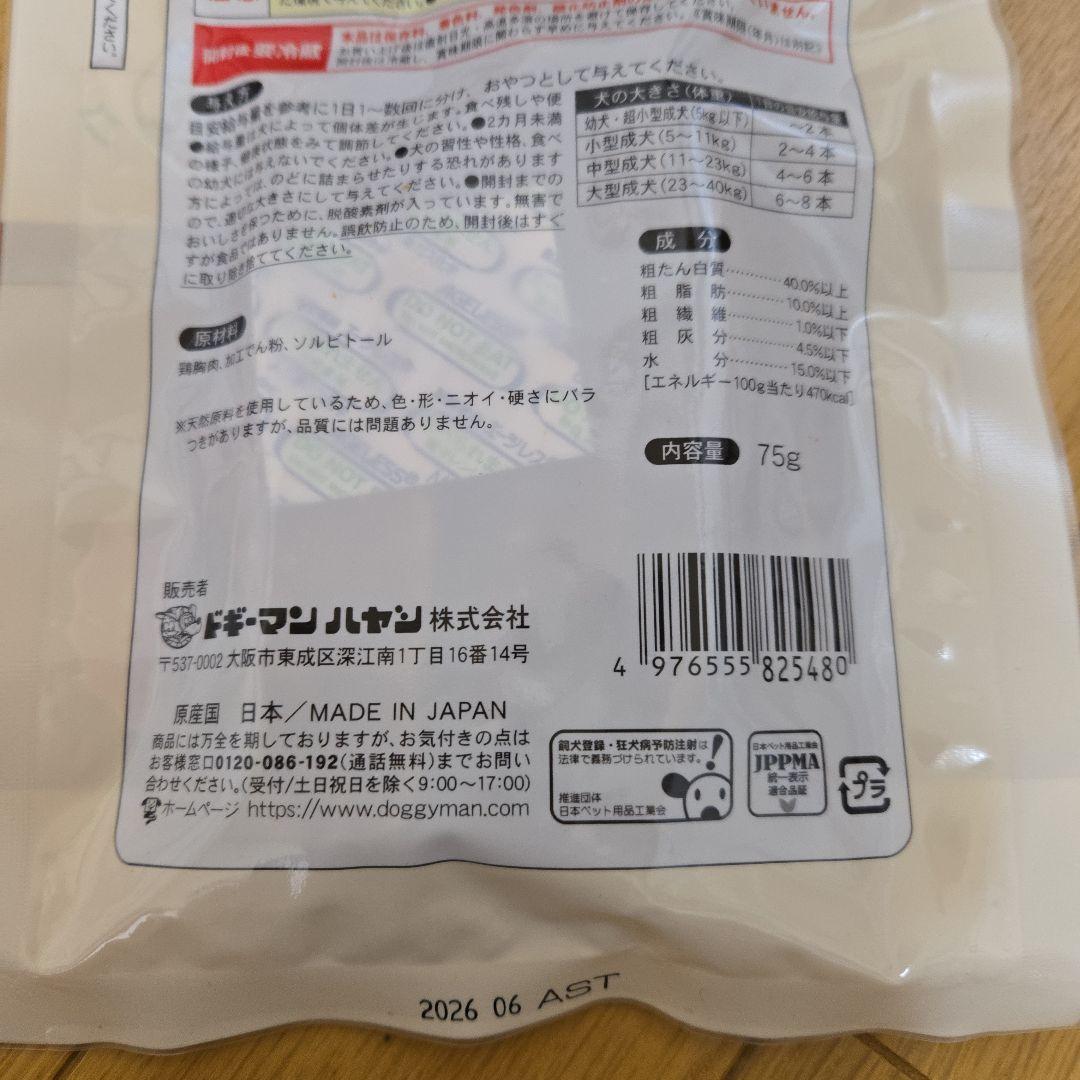 開封後要冷蔵
おやつとして与えてください。
与え方
目安給与量を参考に1日1〜数回に分け、
●給与量は犬によって個体差が生じます。食べ残しや便
の様子、健康状態をみて調節してください。●2カ月未満
の幼犬には与えないでください。●犬の習性や性格、食べ
方によっては、のどに詰まらせたりする恐れがあります
ので、適切な大きさにして与えてください。●開封までの
おいしさを保つために、脱酸素剤が入っています。無害で
すが食品ではありません。誤飲防止のため、開封後はすぐ
に取り除き捨ててください。
犬の大きさ(体重)
幼犬・超小型成犬(5kg以下) 〜2本
小型成犬(5〜11kg) 2〜4本
中型成犬(11〜23kg) 4〜6本
大型成犬(23〜40kg) 6〜8本
成分
粗たん白質 40.0%以上
粗脂肪 10.0%以上
粗繊維 1.0%以下
粗灰分 4.5%以下
水分 15.0%以下
[エネルギー100g当たり470kcal]
原材料
鶏胸肉、加工でん粉、ソルビトール
※天然原料を使用しているため、色・形・ニオイ・硬さにバラ
つきがありますが、品質には問題ありません。
内容量 75g
販売者
ドギーマンハヤシ株式会社
〒537-0002 大阪市東成区深江南1丁目16番14号
4 976555 825480
原産国 日本/MADE IN JAPAN
商品には万全を期しておりますが、お気付きの点は
お客様窓口0120-086-192(通話無料)までお問い
合わせください。(受付/土日祝日を除く9:00〜17:00)
ホームページ https://www.doggyman.com
飼犬登録・狂犬病予防注射は
法律で義務づけられています。
推進団体
日本ペット用品工業会
日本ペット用品工業会
JPPMA
統一表示
適合品証
プラ
2026 06 AST